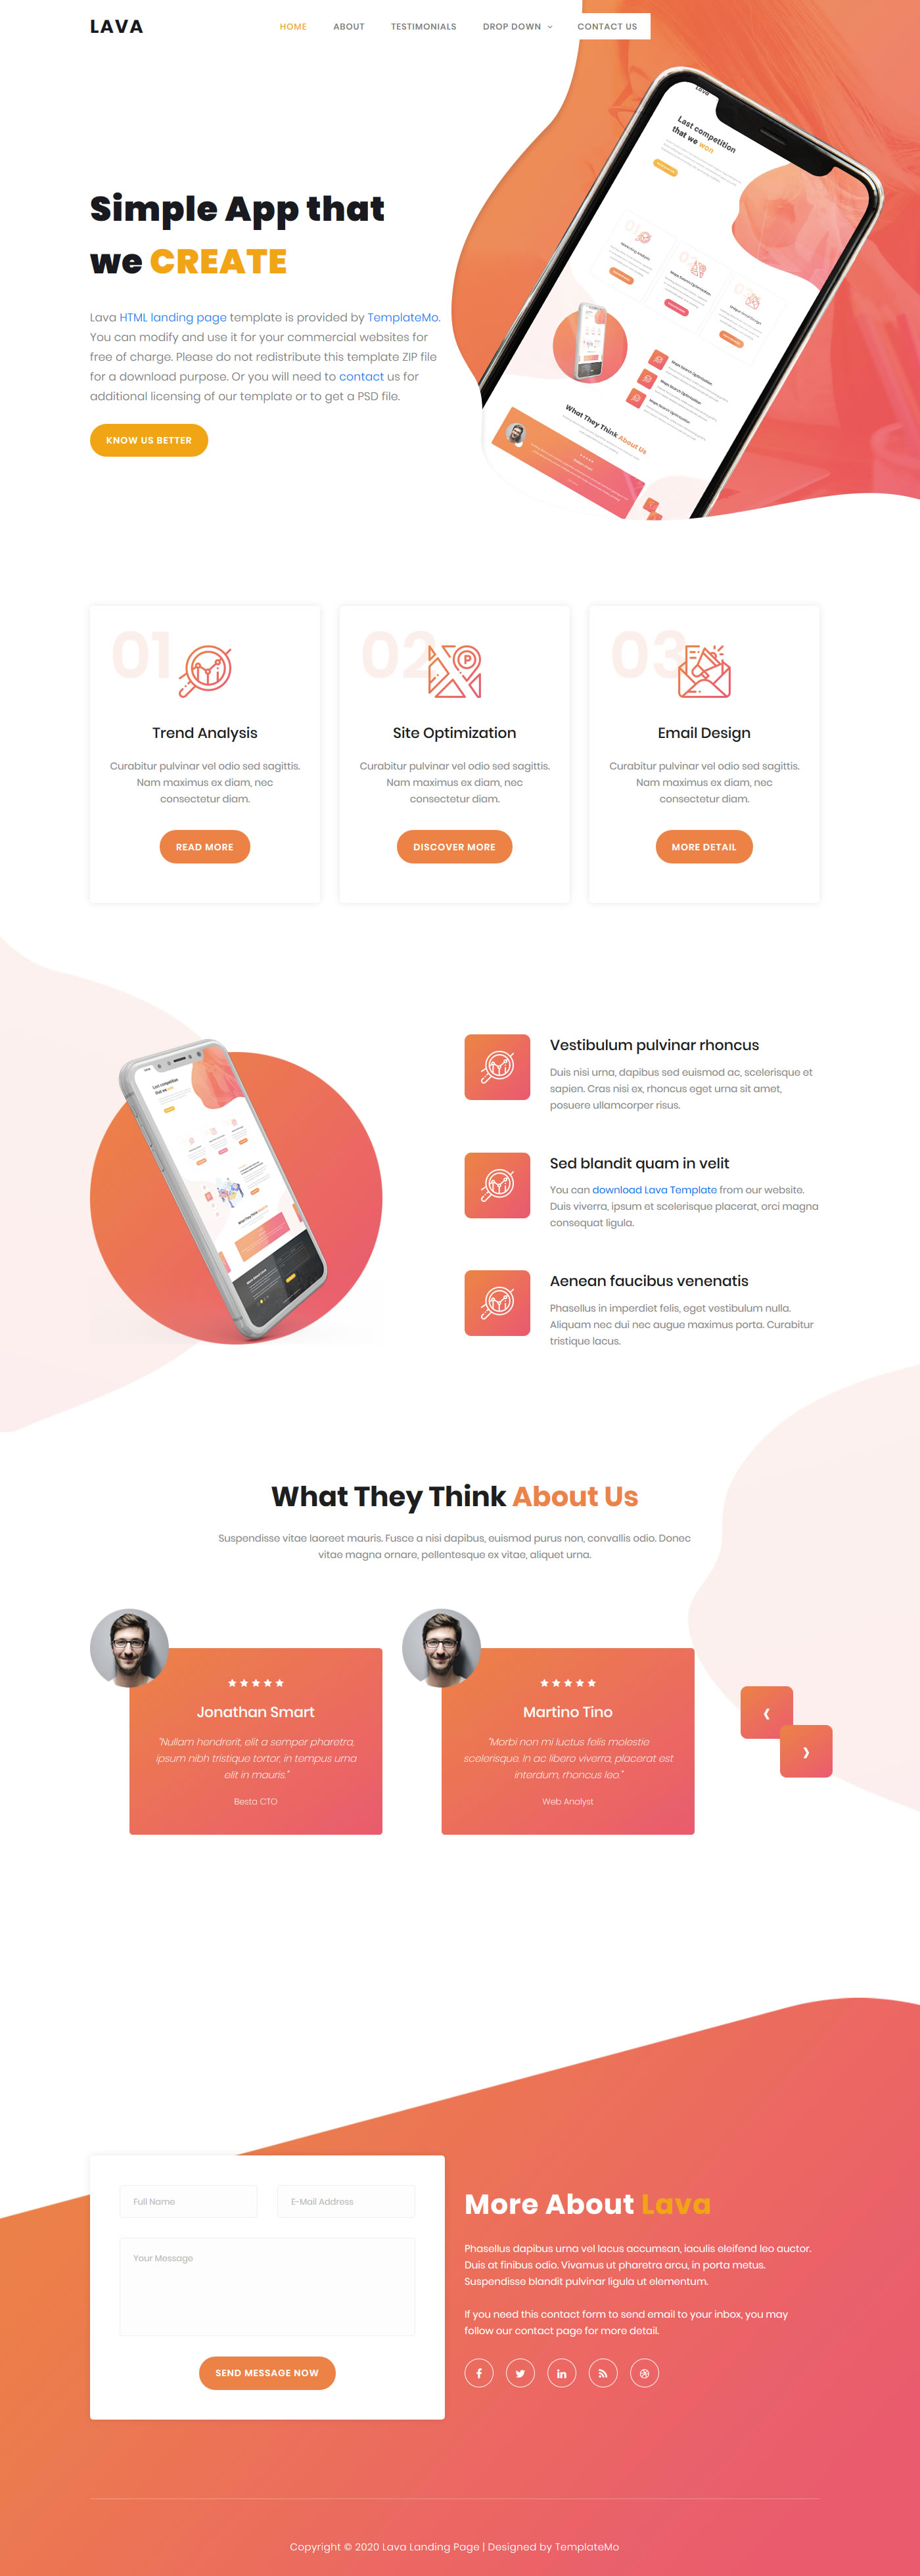 LAVA
HOME
ABOUT
TESTIMONIALS
DROP DOWN
CONTACT US
Lava
Last competition
that we won
Simple App that
we CREATE
Lava HTML landing page template is provided by TemplateMo.
You can modify and use it for your commercial websites for
free of charge. Please do not redistribute this template ZIP file
for a download purpose. Or you will need to contact us for
additional licensing of our template or to get a PSD file.
KNOW US BETTER
What They Think About Us
01
Trend Analysis
Curabitur pulvinar vel odio sed sagittis.
Nam maximus ex diam, nec
consectetur diam.
READ MORE
02
P
Site Optimization
Curabitur pulvinar vel odio sed sagittis.
Nam maximus ex diam, nec
consectetur diam.
DISCOVER MORE
03
Email Design
Curabitur pulvinar vel odio sed sagittis.
Nam maximus ex diam, nec
consectetur diam.
MORE DETAIL
Vestibulum pulvinar rhoncus
Duis nisi urna, dapibus sed euismod ac, scelerisque et
sapien. Cras nisi ex, rhoncus eget urna sit amet,
posuere ullamcorper risus.
Sed blandit quam in velit
You can download Lava Template from our website.
Duis viverra, ipsum et scelerisque placerat, orci magna
consequat ligula.
Aenean faucibus venenatis
Phasellus in imperdiet felis, eget vestibulum nulla.
Aliquam nec dui nec augue maximus porta. Curabitur
tristique lacus.
What They Think About Us
Suspendisse vitae laoreet mauris. Fusce a nisi dapibus, euismod purus non, convallis odio. Donec
vitae magna ornare, pellentesque ex vitae, aliquet urna.
Jonathan Smart
"Nullam hendrerit, elit a semper pharetra,
ipsum nibh tristique tortor, in tempus urna
elit in mauris."
Besta CTO
Martino Tino
"Morbi non mi luctus felis molestie
scelerisque. In ac libero viverra, placerat est
interdum, rhoncus leo."
Web Analyst
Full Name
E-Mail Address
Your Message
SEND MESSAGE NOW
More About Lava
Phasellus dapibus urna vel lacus accumsan, iaculis eleifend leo auctor.
Duis at finibus odio. Vivamus ut pharetra arcu, in porta metus.
Suspendisse blandit pulvinar ligula ut elementum.
If you need this contact form to send email to your inbox, you may
follow our contact page for more detail.
Copyright © 2020 Lava Landing Page | Designed by TemplateMo